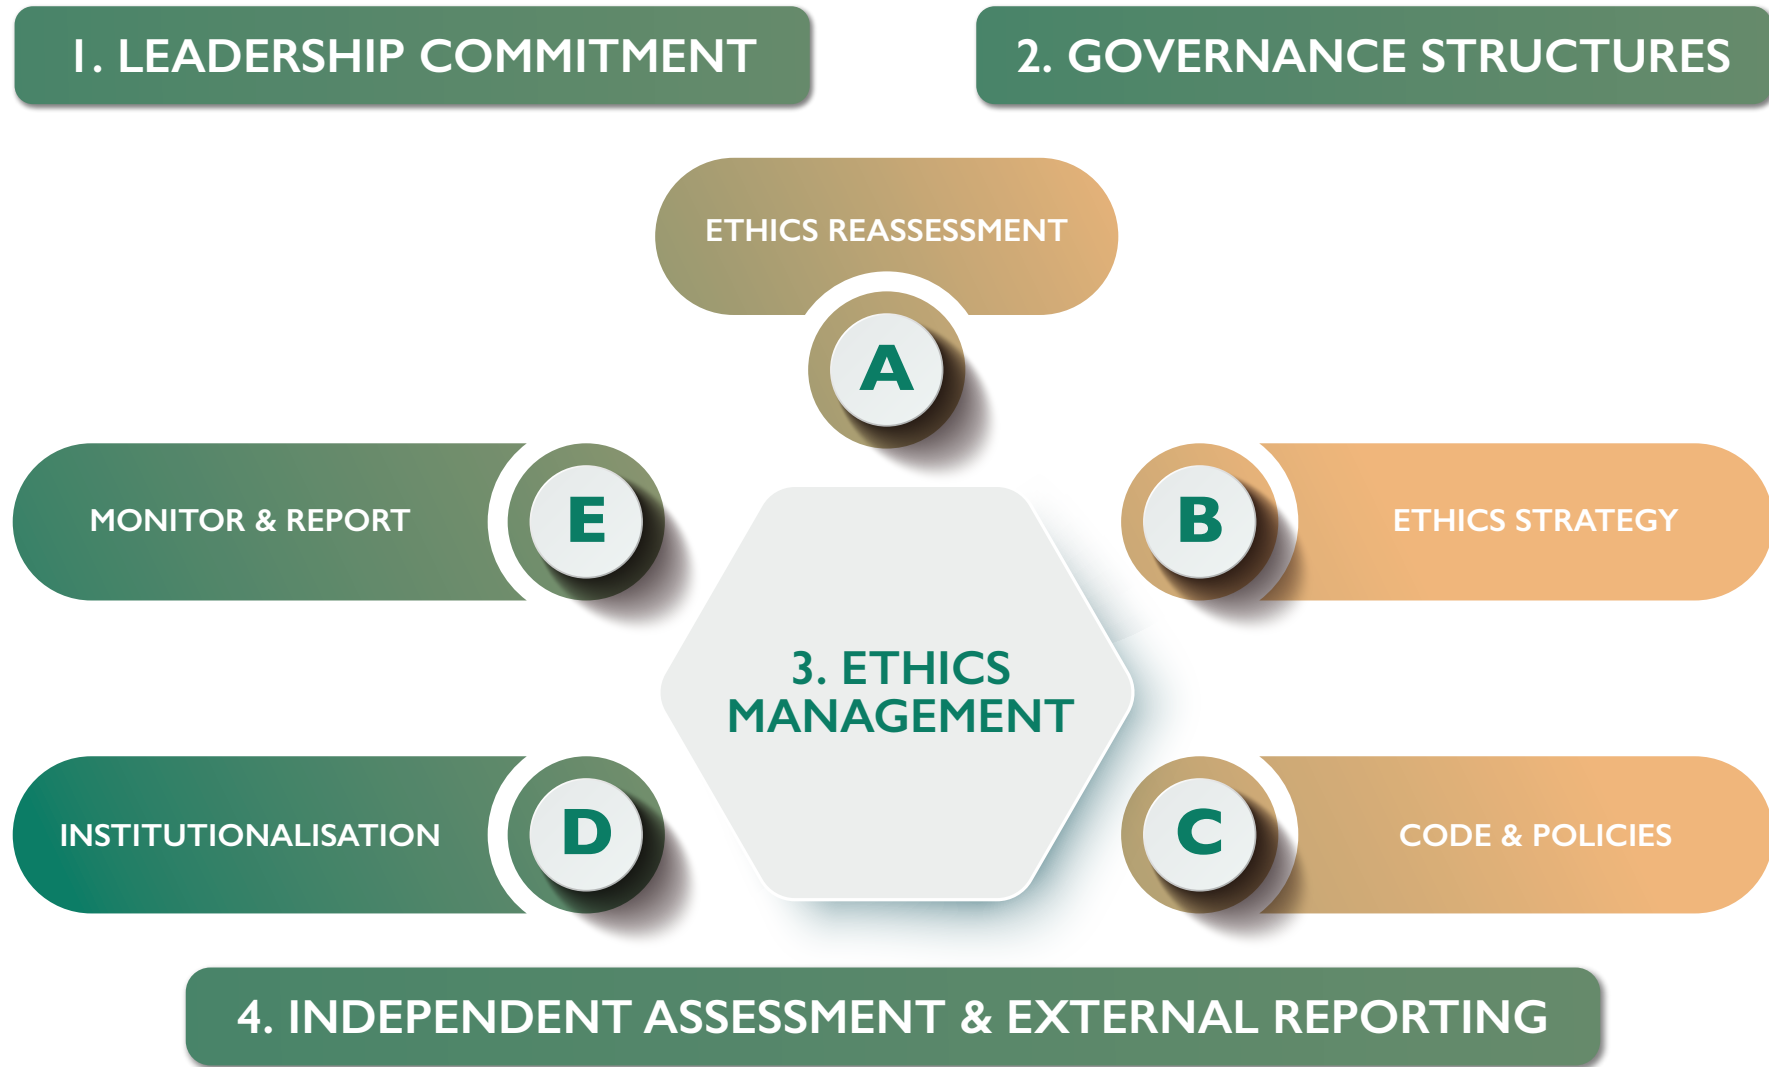 1. LEADERSHIP COMMITMENT
2. GOVERNANCE STRUCTURES
ETHICS REASSESSMENT
A
MONITOR & REPORT
E
B
ETHICS STRATEGY
3. ETHICS
MANAGEMENT
INSTITUTIONALISATION
D
C
CODE & POLICIES
4. INDEPENDENT ASSESSMENT & EXTERNAL REPORTING